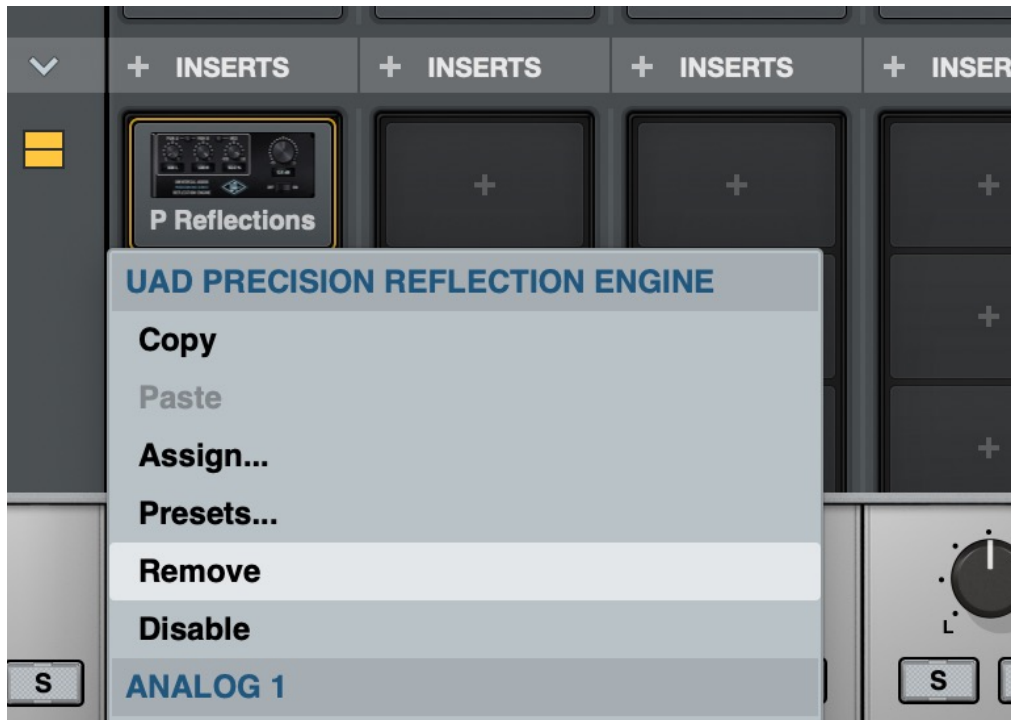 + INSERTS + INSERTS + INSERTS + INSER
P Reflections
UAD PRECISION REFLECTION ENGINE
Copy
Paste
Assign...
Presets...
Remove
Disable
L
S S
ANALOG 1